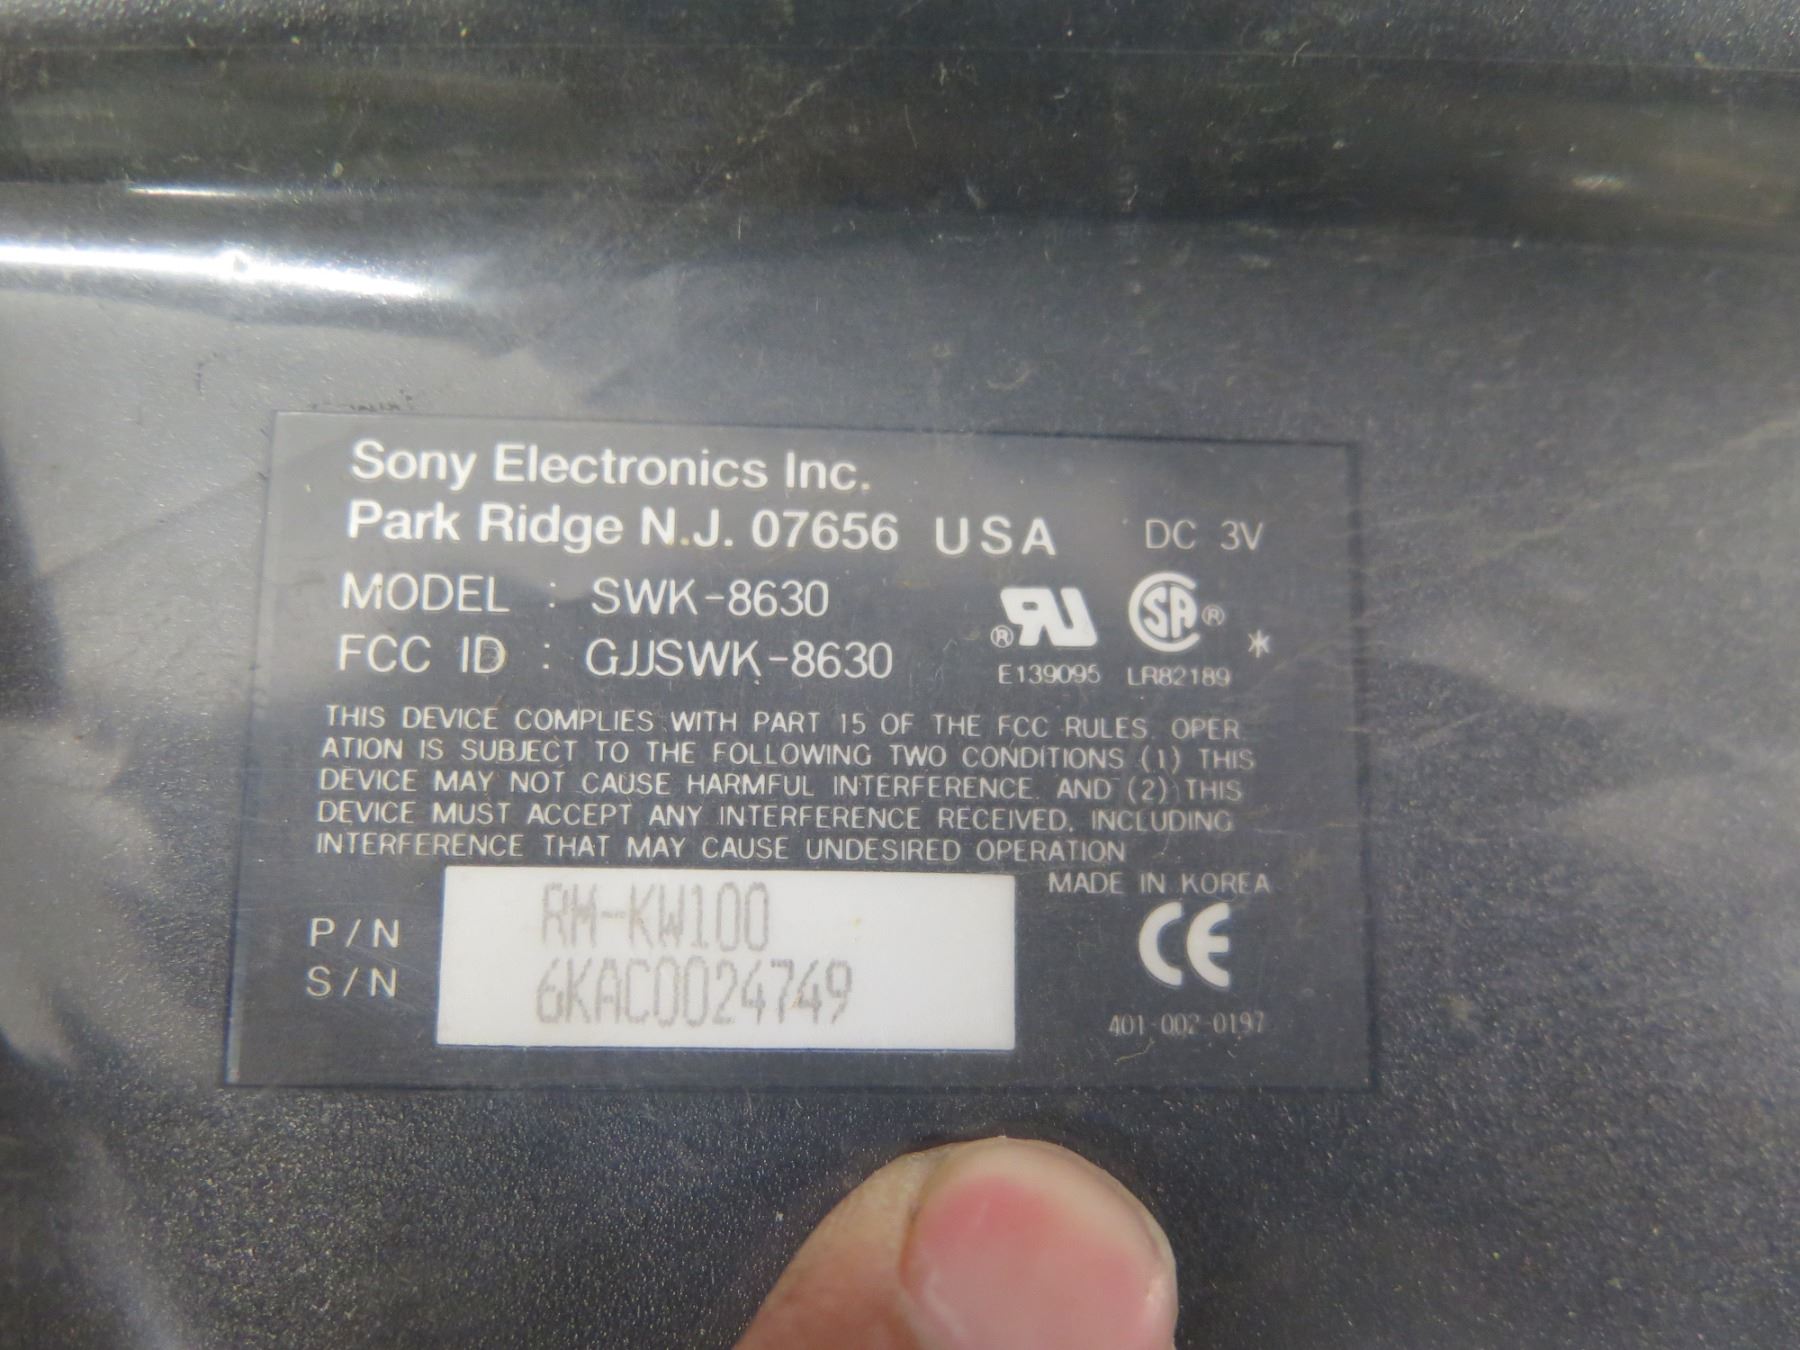 Sony Electronics Inc.
Park Ridge N.J. 07656 USA DC 3V
MODEL : SWK-8630
FCC ID : GJJSWK-8630
E139095 LR82189
THIS DEVICE COMPLIES WITH PART 15 OF THE FCC RULES. OPER
ATION IS SUBJECT TO THE FOLLOWING TWO CONDITIONS (1) THIS
DEVICE MAY NOT CAUSE HARMFUL INTERFERENCE. AND (2) THIS
DEVICE MUST ACCEPT ANY INTERFERENCE RECEIVED, INCLUDING
INTERFERENCE THAT MAY CAUSE UNDESIRED OPERATION
MADE IN KOREA
P/N RM-KW100
S/N 6KAC0024749
CE
401-002-0197